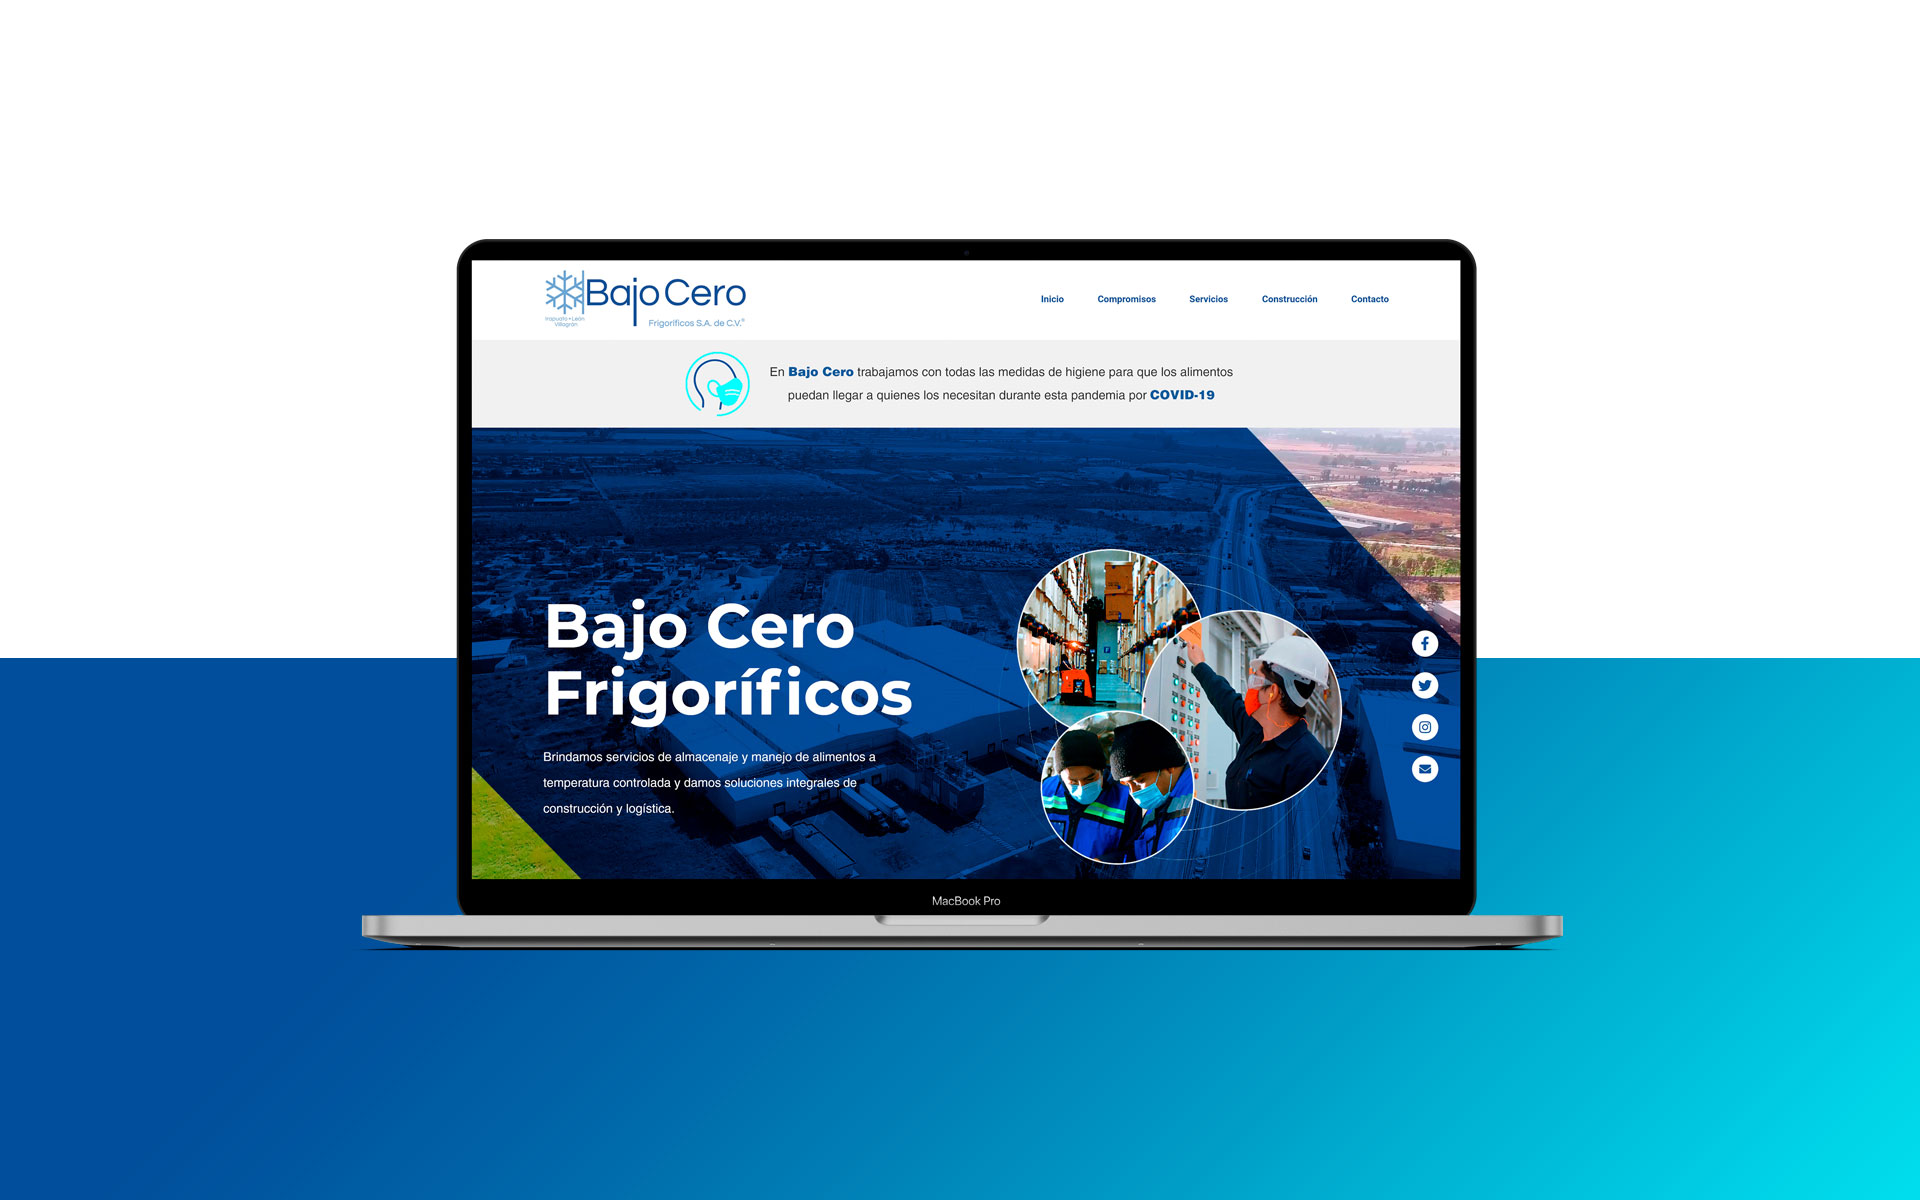 Bajo Cero
Irapuato • León
Villagrán
Frigoríficos S.A. de C.V.®
Inicio
Compromisos
Servicios
Construcción
Contacto
En Bajo Cero trabajamos con todas las medidas de higiene para que los alimentos
puedan llegar a quienes los necesitan durante esta pandemia por COVID-19
Bajo Cero
Frigoríficos
Brindamos servicios de almacenaje y manejo de alimentos a
temperatura controlada y damos soluciones integrales de
construcción y logística.
MacBook Pro